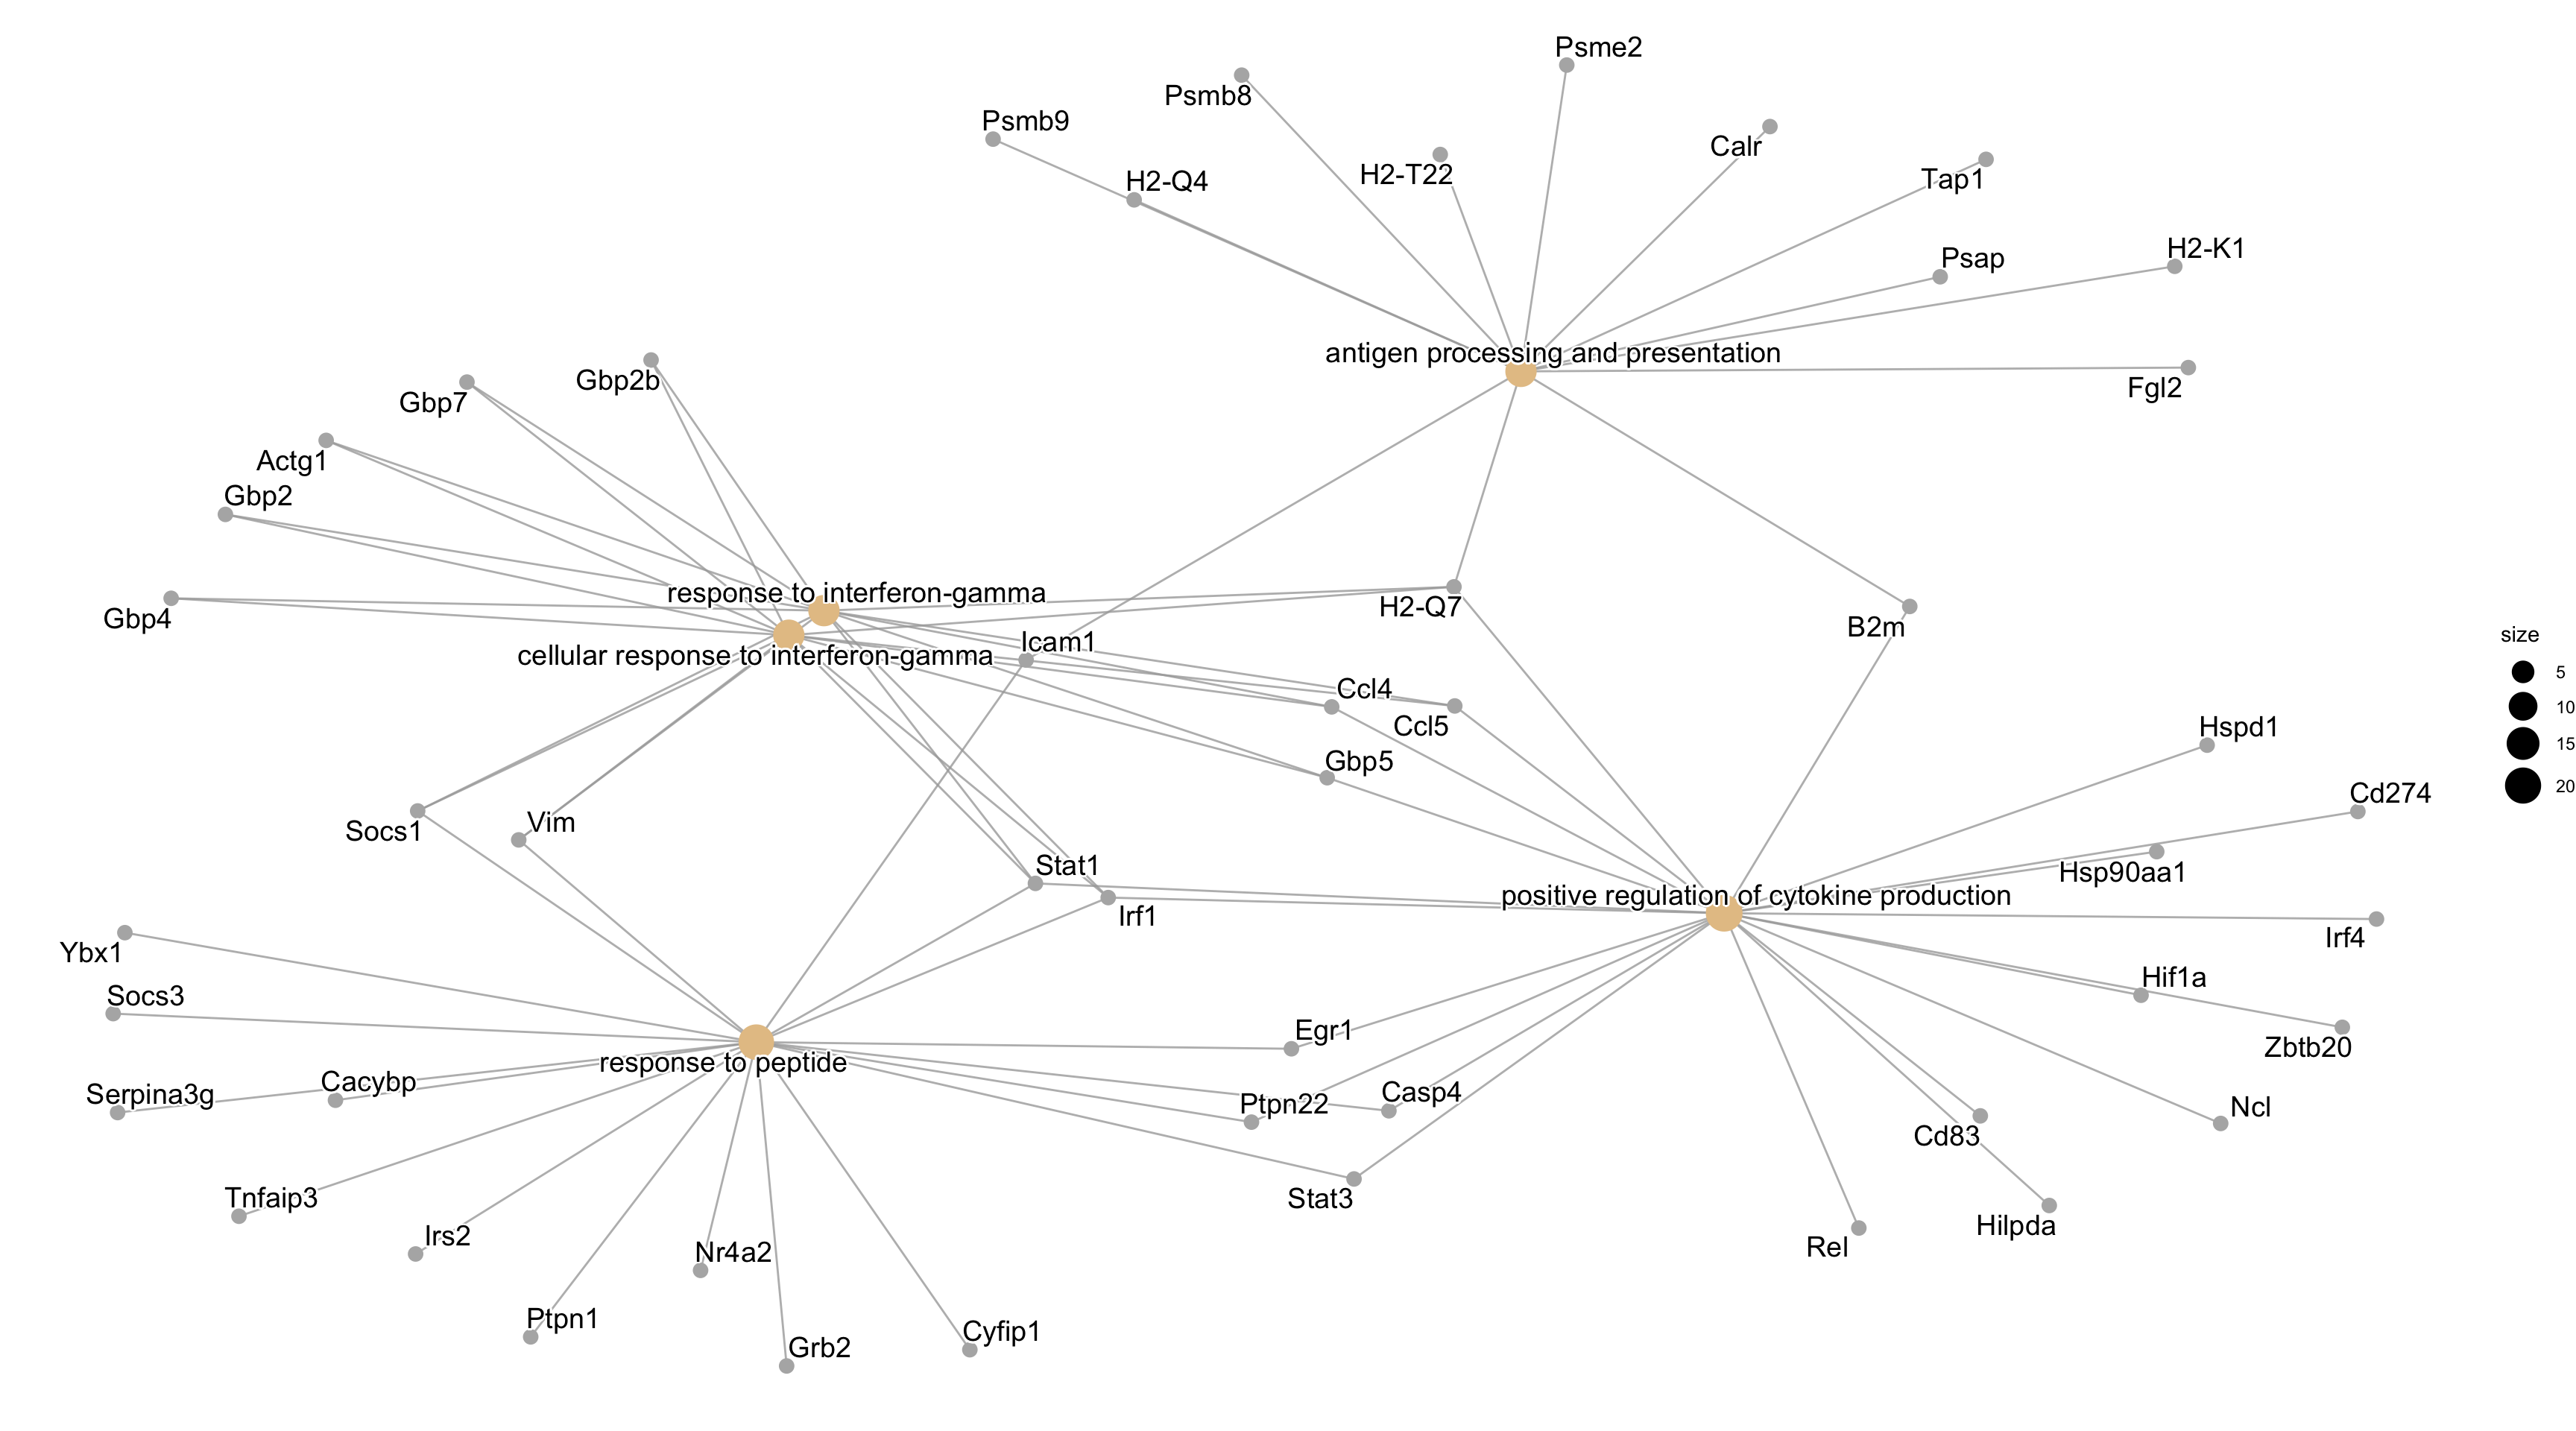 Psme2
Psmb8
Psmb9
Calr
H2-T22
Tap1
H2-Q4
H2-K1
Psap
antigen processing and presentation
Gbp2b
Fgl2
Gbp7
Actg1
Gbp2
response to interferon-gamma
H2-Q7
Gbp4
B2m
size
Icam1
cellular response to interferon-gamma
5
Ccl4
10
Ccl5
Hspd1
15
Gbp5
20
Cd274
Vim
Socs1
Stat1
Hsp90aa1
positive regulation of cytokine production
Irf1
Irf4
Ybx1
Hif1a
Socs3
Egr1
Zbtb20
response to peptide
Cacybp
Serpina3g
Casp4
Ptpn22
Ncl
Cd83
Tnfaip3
Stat3
Hilpda
Irs2
Rel
Nr4a2
Ptpn1
Cyfip1
Grb2